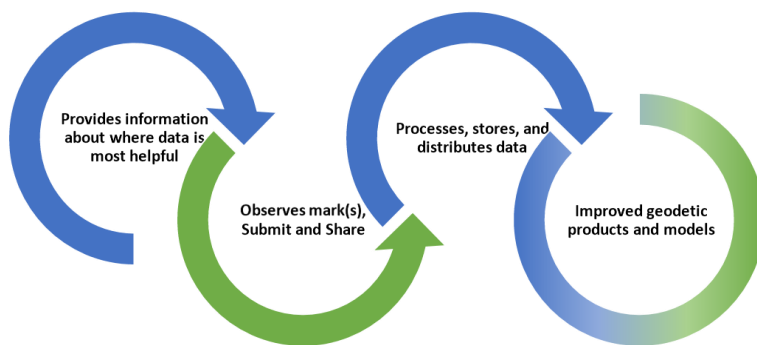 Provides information
about where data is
most helpful
Observes mark(s),
Submit and Share
Processes, stores, and
distributes data
Improved geodetic
products and models